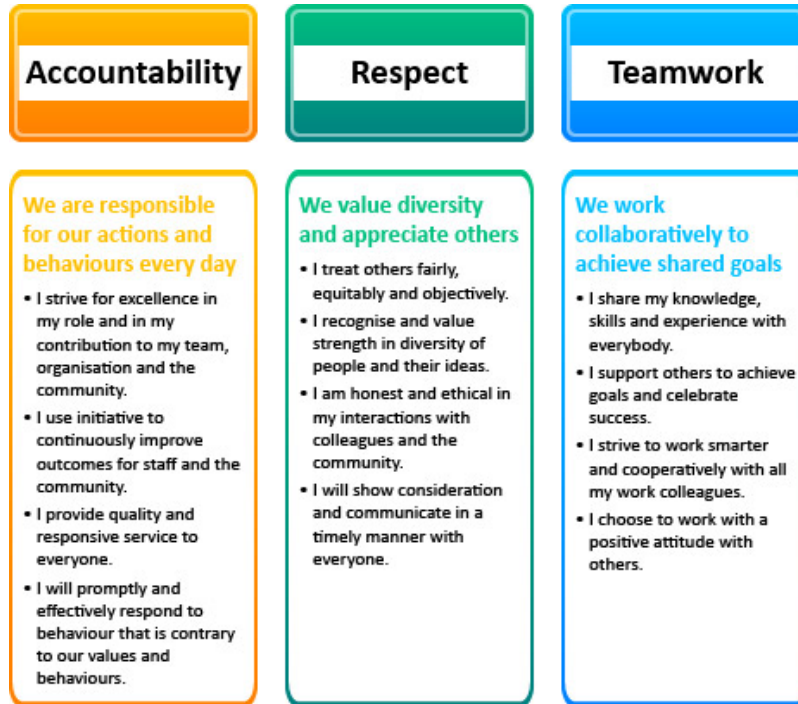 Accountability
We are responsible
for our actions and
behaviours every day
• I strive for excellence in
my role and in my
contribution to my team,
organisation and the
community.
• I use initiative to
continuously improve
outcomes for staff and the
community.
• I provide quality and
responsive service to
everyone.
• I will promptly and
effectively respond to
behaviour that is contrary
to our values and
behaviours.
Respect
We value diversity
and appreciate others
• I treat others fairly,
equitably and objectively.
• I recognise and value
strength in diversity of
people and their ideas.
• I am honest and ethical in
my interactions with
colleagues and the
community.
• I will show consideration
and communicate in a
timely manner with
everyone.
Teamwork
We work
collaboratively to
achieve shared goals
• I share my knowledge,
skills and experience with
everybody.
• I support others to achieve
goals and celebrate
success.
• I strive to work smarter
and cooperatively with all
my work colleagues.
• I choose to work with a
positive attitude with
others.